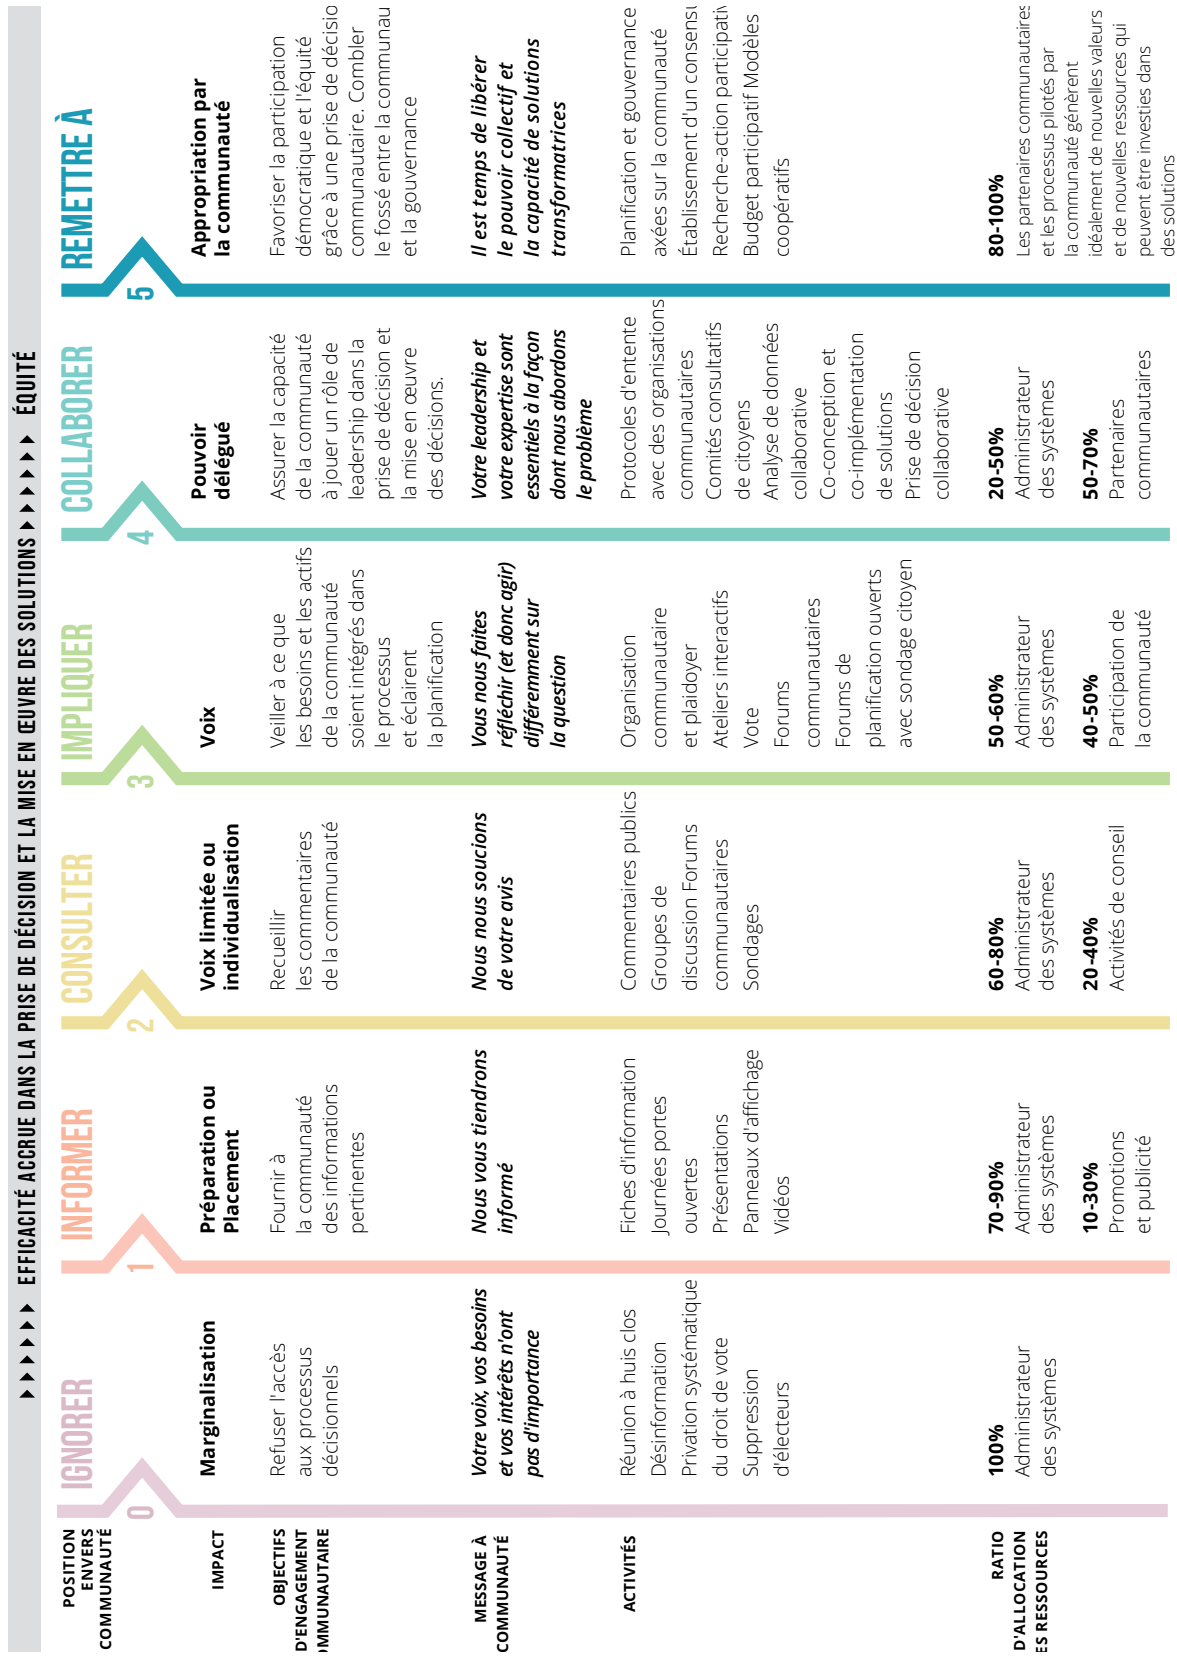 EFFICACITÉ ACCRUE DANS LA PRISE DE DÉCISION ET LA MISE EN ŒUVRE DES SOLUTIONS ÉQUITÉ
POSITION
ENVERS
COMMUNAUTÉ
IMPACT
OBJECTIFS
D'ENGAGEMENT
MMUNAUTAIRE
MESSAGE À
COMMUNAUTÉ
ACTIVITÉS
RATIO
D'ALLOCATION
ES RESSOURCES
IGNORER
0
Marginalisation
Refuser l'accès
aux processus
décisionnels
Votre voix, vos besoins
et vos intérêts n'ont
pas d'importance
Réunion à huis clos
Désinformation
Privation systématique
du droit de vote
Suppression
d'électeurs
100%
Administrateur
des systèmes
INFORMER
1
Préparation ou
Placement
Fournir à
la communauté
des informations
pertinentes
Nous vous tiendrons
informé
Fiches d'information
Journées portes
ouvertes
Présentations
Panneaux d'affichage
Vidéos
70-90%
Administrateur
des systèmes
10-30%
Promotions
et publicité
CONSULTER
2
Voix limitée ou
individualisation
Recueillir
les commentaires
de la communauté
Nous nous soucions
de votre avis
Commentaires publics
Groupes de
discussion Forums
communautaires
Sondages
60-80%
Administrateur
des systèmes
20-40%
Activités de conseil
IMPLIQUER
3
Voix
Veiller à ce que
les besoins et les actifs
de la communauté
soient intégrés dans
le processus
et éclairent
la planification
Vous nous faites
réfléchir (et donc agir)
différemment sur
la question
Organisation
communautaire
et plaidoyer
Ateliers interactifs
Vote
Forums
communautaires
Forums de
planification ouverts
avec sondage citoyen
50-60%
Administrateur
des systèmes
40-50%
Participation de
la communauté
COLLABORER
4
Pouvoir
délégué
Assurer la capacité
de la communauté
à jouer un rôle de
leadership dans la
prise de décision et
la mise en œuvre
des décisions.
Votre leadership et
votre expertise sont
essentiels à la façon
dont nous abordons
le problème
Protocoles d'entente
avec des organisations
communautaires
Comités consultatifs
de citoyens
Analyse de données
collaborative
Co-conception et
co-implémentation
de solutions
Prise de décision
collaborative
20-50%
Administrateur
des systèmes
50-70%
Partenaires
communautaires
REMETTRE À
5
Appropriation par
la communauté
Favoriser la participation
démocratique et l'équité
grâce à une prise de décisio
communautaire. Combler
le fossé entre la communau
et la gouvernance
Il est temps de libérer
le pouvoir collectif et
la capacité de solutions
transformatrices
Planification et gouvernance
axées sur la communauté
Établissement d'un consensu
Recherche-action participativ
Budget participatif Modèles
coopératifs
80-100%
Les partenaires communautaires
et les processus pilotés par
la communauté génèrent
idéalement de nouvelles valeurs
et de nouvelles ressources qui
peuvent être investies dans
des solutions